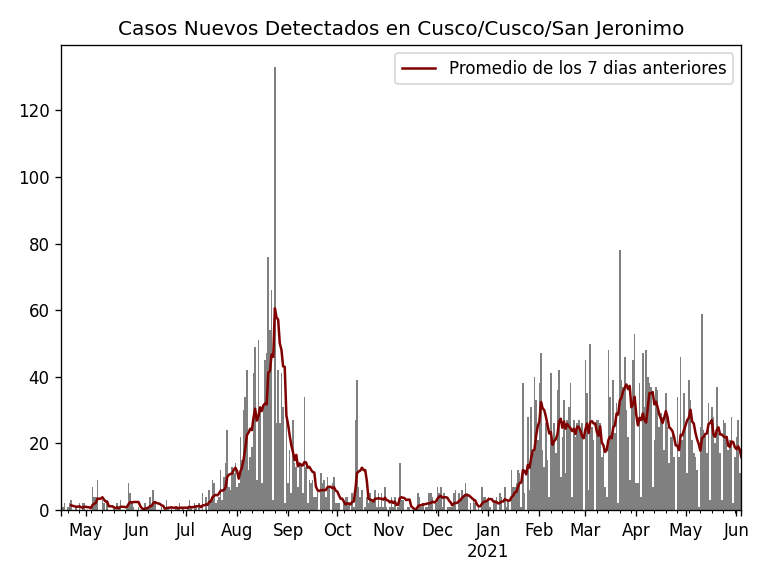 Casos Nuevos Detectados en Cusco/Cusco/San Jeronimo
Promedio de los 7 dias anteriores
120
100
80
60
40
20
0
May Jun Jul Aug Sep Oct Nov Dec Jan Feb Mar Apr May Jun
2021